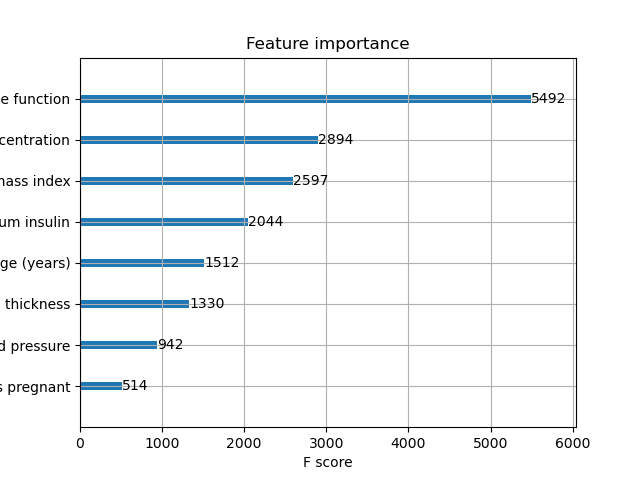 Feature importance
e function 5492
centration 2894
mass index 2597
um insulin 2044
ge (years) 1512
thickness 1330
d pressure 942
s pregnant 514
0 1000 2000 3000 4000 5000 6000
F score